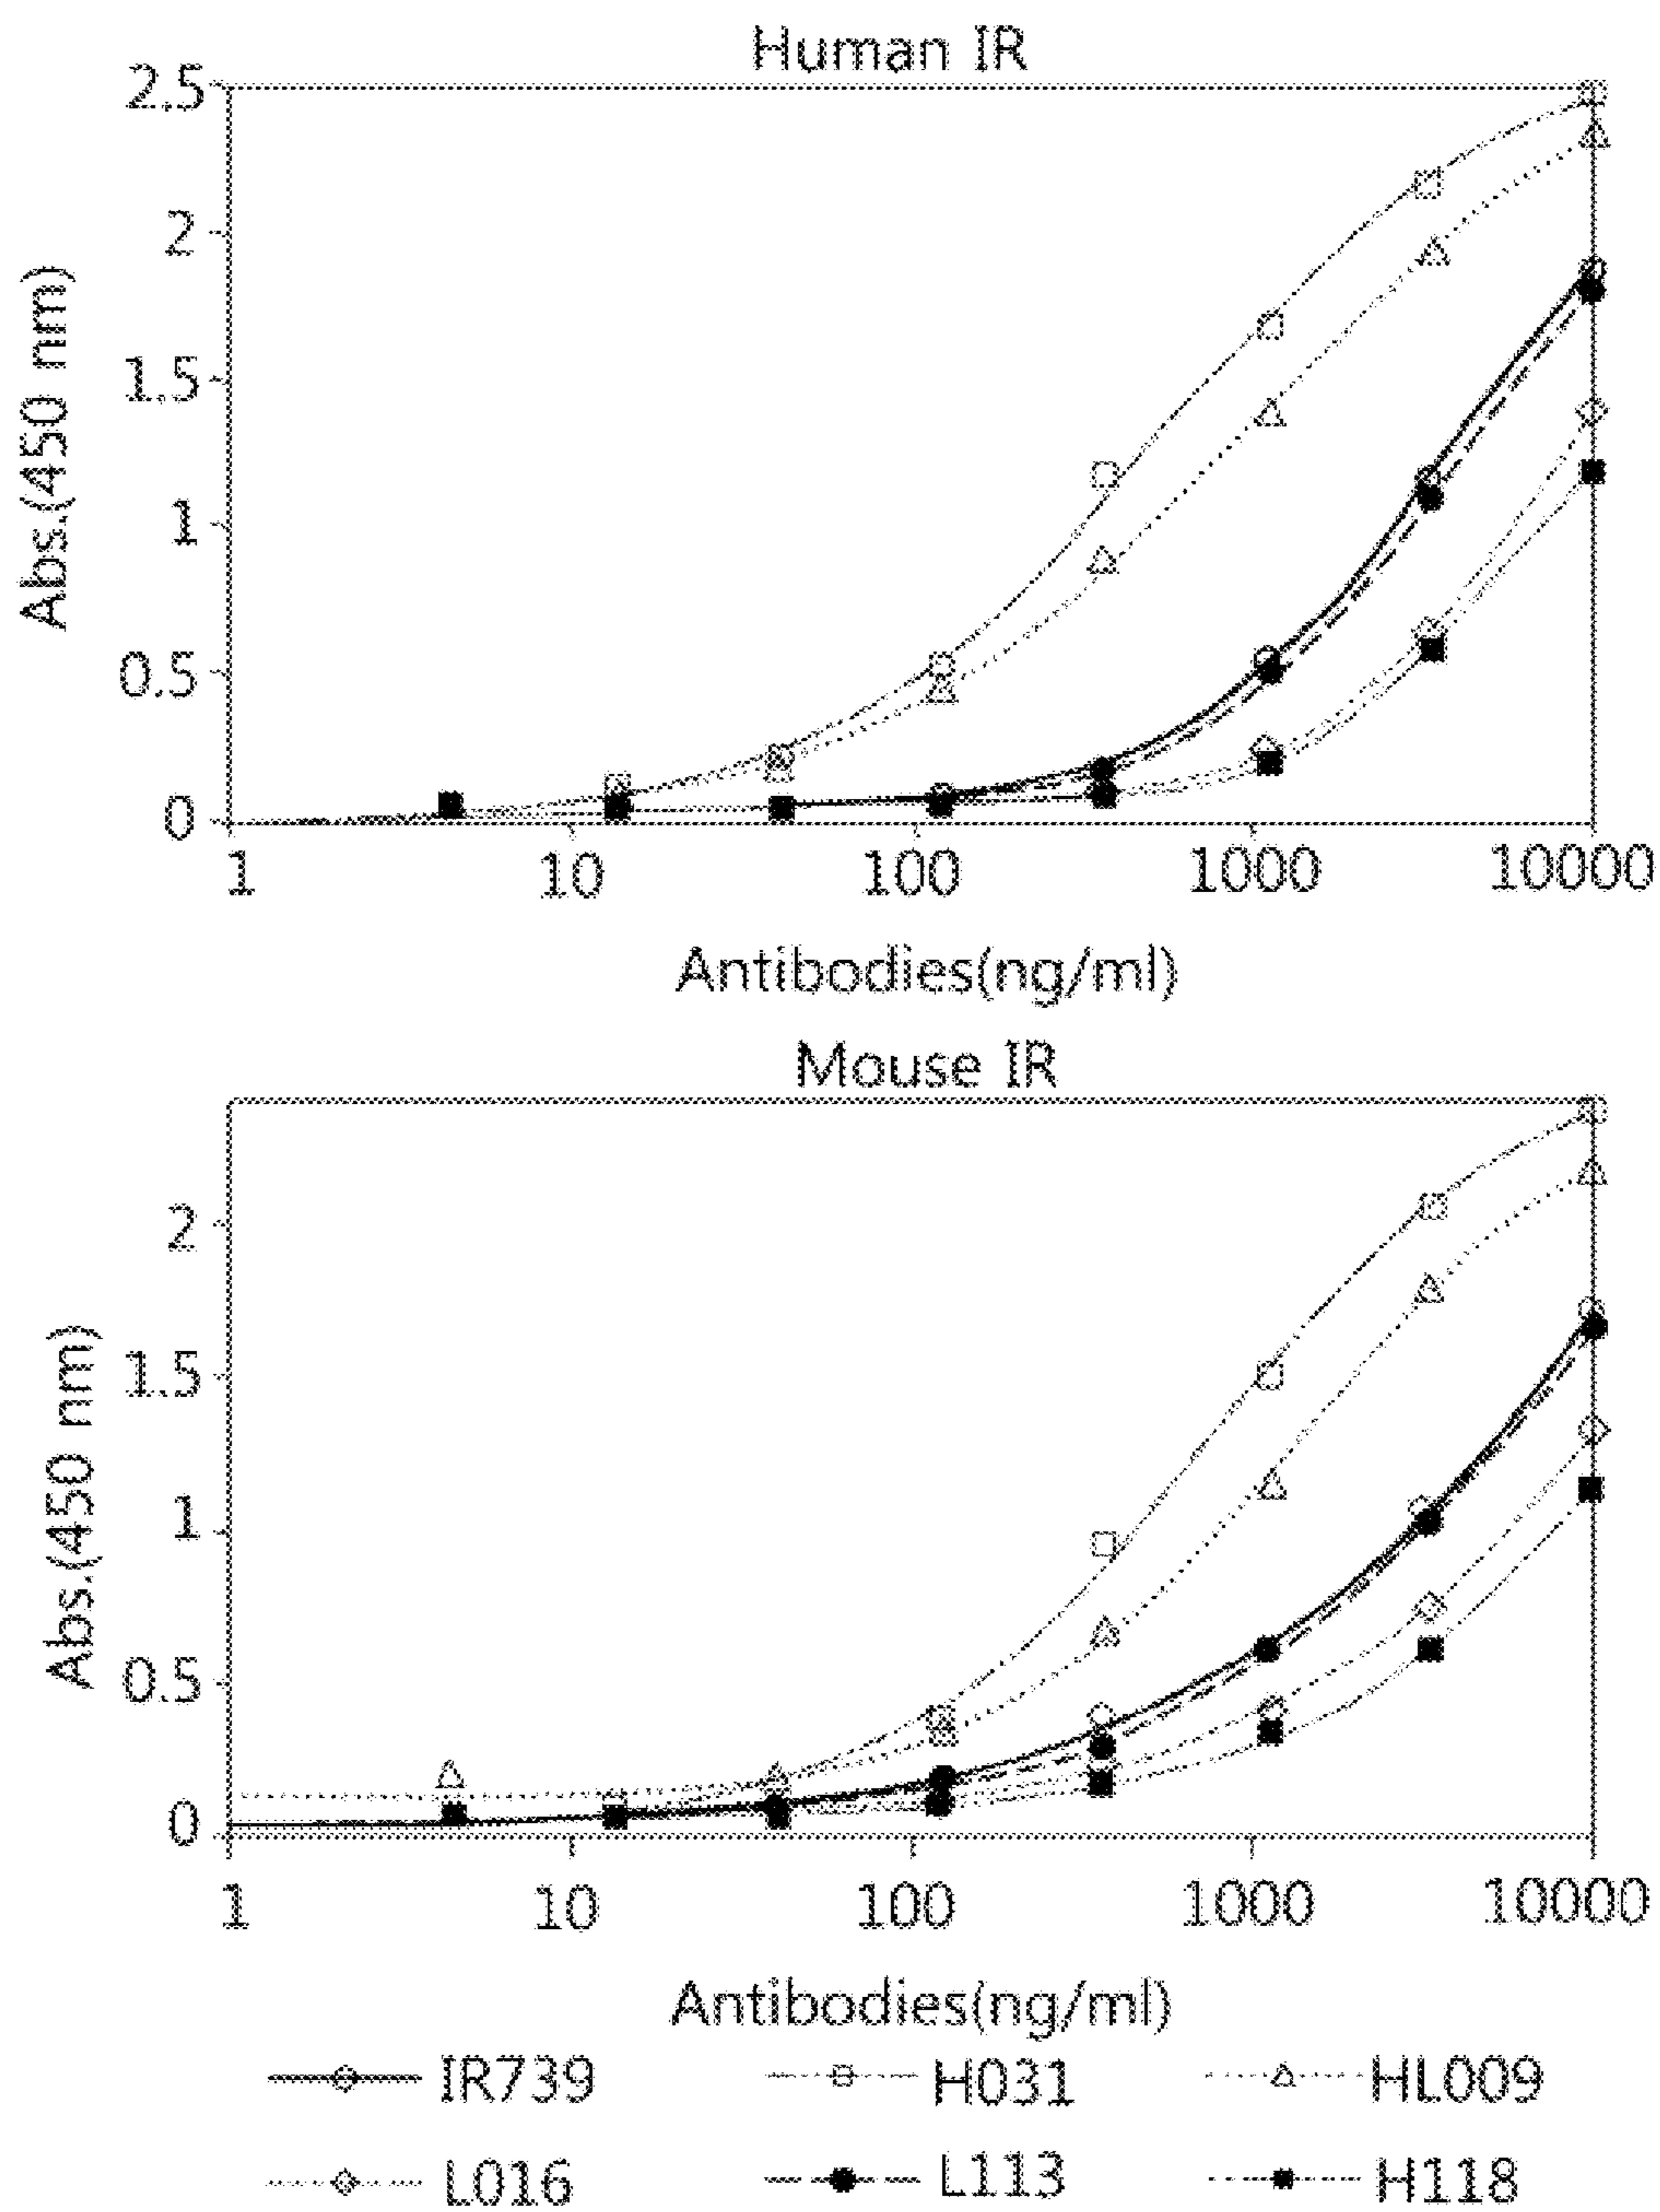 Human IR
2.5
2
1.5
1
0.5
0
Abs.(450 nm)
1 10 100 1000 10000
Antibodies(ng/ml)
Mouse IR
2
1.5
1
0.5
0
Abs.(450 nm)
1 10 100 1000 10000
Antibodies(ng/ml)
IR739 H031 HL009
L016 L113 H118